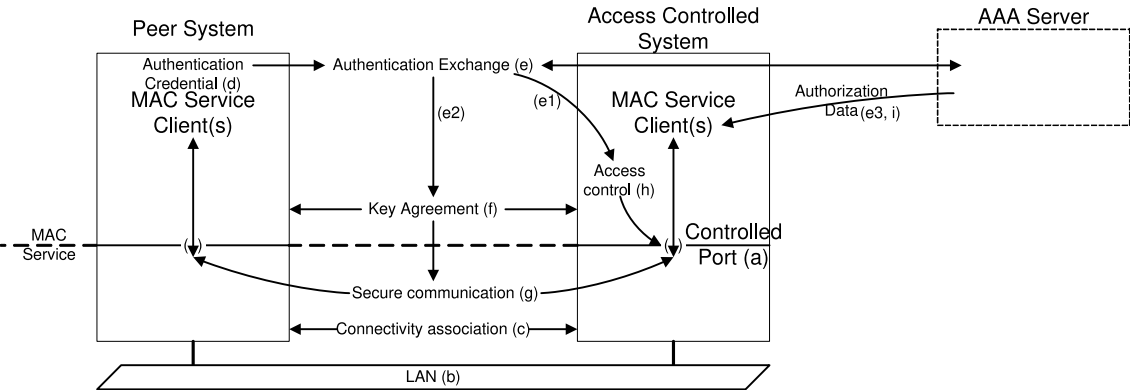 Peer System
Access Controlled
System
AAA Server
Authentication
Credential (d)
Authentication Exchange (e)
MAC Service
Client(s)
(e2)
(e1)
MAC Service
Client(s)
Authorization
Data (e3, i)
Access
control (h)
Key Agreement (f)
MAC
Service
( )
( )
Controlled
Port (a)
Secure communication (g)
Connectivity association (c)
LAN (b)